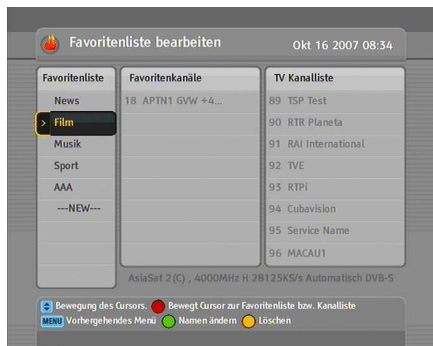 Favoritenliste bearbeiten
Okt 16 2007 08:34
Favoritenliste
Favoritenkanäle
TV Kanalliste
News
18 APTN1 GVW +4...
89 TSP Test
> Film
90 RTR Planeta
Musik
91 RAI International
Sport
92 TVE
AAA
93 RTPi
---NEW---
94 Cubavision
95 Service Name
96 MACAU1
AsiaSat 2(C) , 4000MHz H 28125KS/s Automatisch DVB-S
Bewegung des Cursors. Bewegt Cursor zur Favoritenliste bzw. Kanalliste
MENU Vorhergehendes Menü Namen ändern Löschen